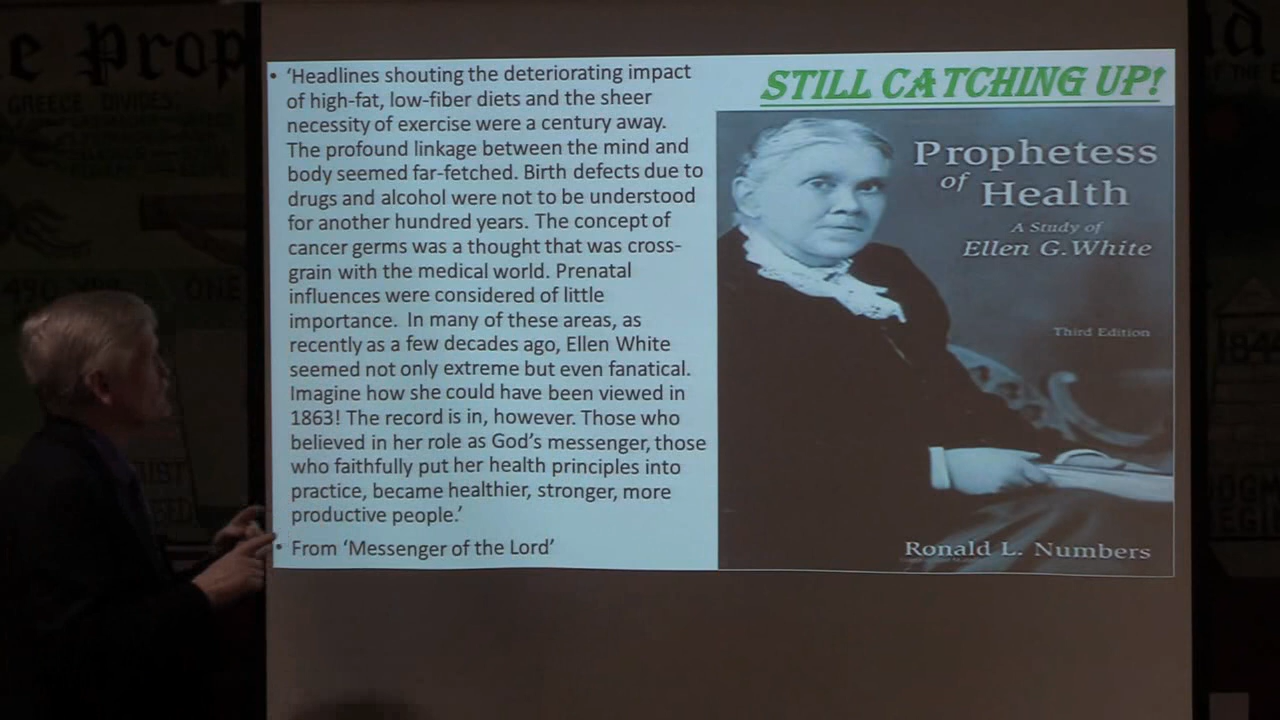 e Prop
GREECE DIVIDES
490
ONE
• ‘Headlines shouting the deteriorating impact
of high-fat, low-fiber diets and the sheer
necessity of exercise were a century away.
The profound linkage between the mind and
body seemed far-fetched. Birth defects due to
drugs and alcohol were not to be understood
for another hundred years. The concept of
cancer germs was a thought that was cross-
grain with the medical world. Prenatal
influences were considered of little
importance. In many of these areas, as
recently as a few decades ago, Ellen White
seemed not only extreme but even fanatical.
Imagine how she could have been viewed in
1863! The record is in, however. Those who
believed in her role as God’s messenger, those
who faithfully put her health principles into
practice, became healthier, stronger, more
productive people.’
• From ‘Messenger of the Lord’
STILL CATCHING UP!
Prophetess
of Health
A Study of
Ellen G. White
Third Edition
Ronald L. Numbers